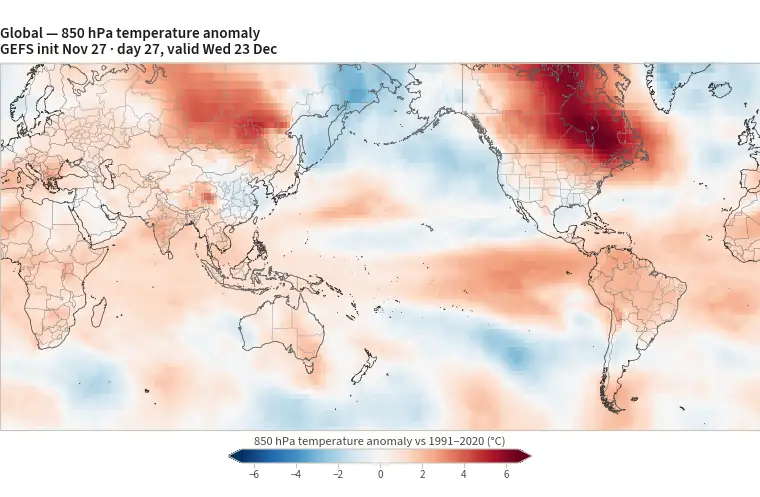 Global — 850 hPa temperature anomaly
GEFS init Nov 27 · day 27, valid Wed 23 Dec
850 hPa temperature anomaly vs 1991–2020 (°C)
−6 −4 −2 0 2 4 6